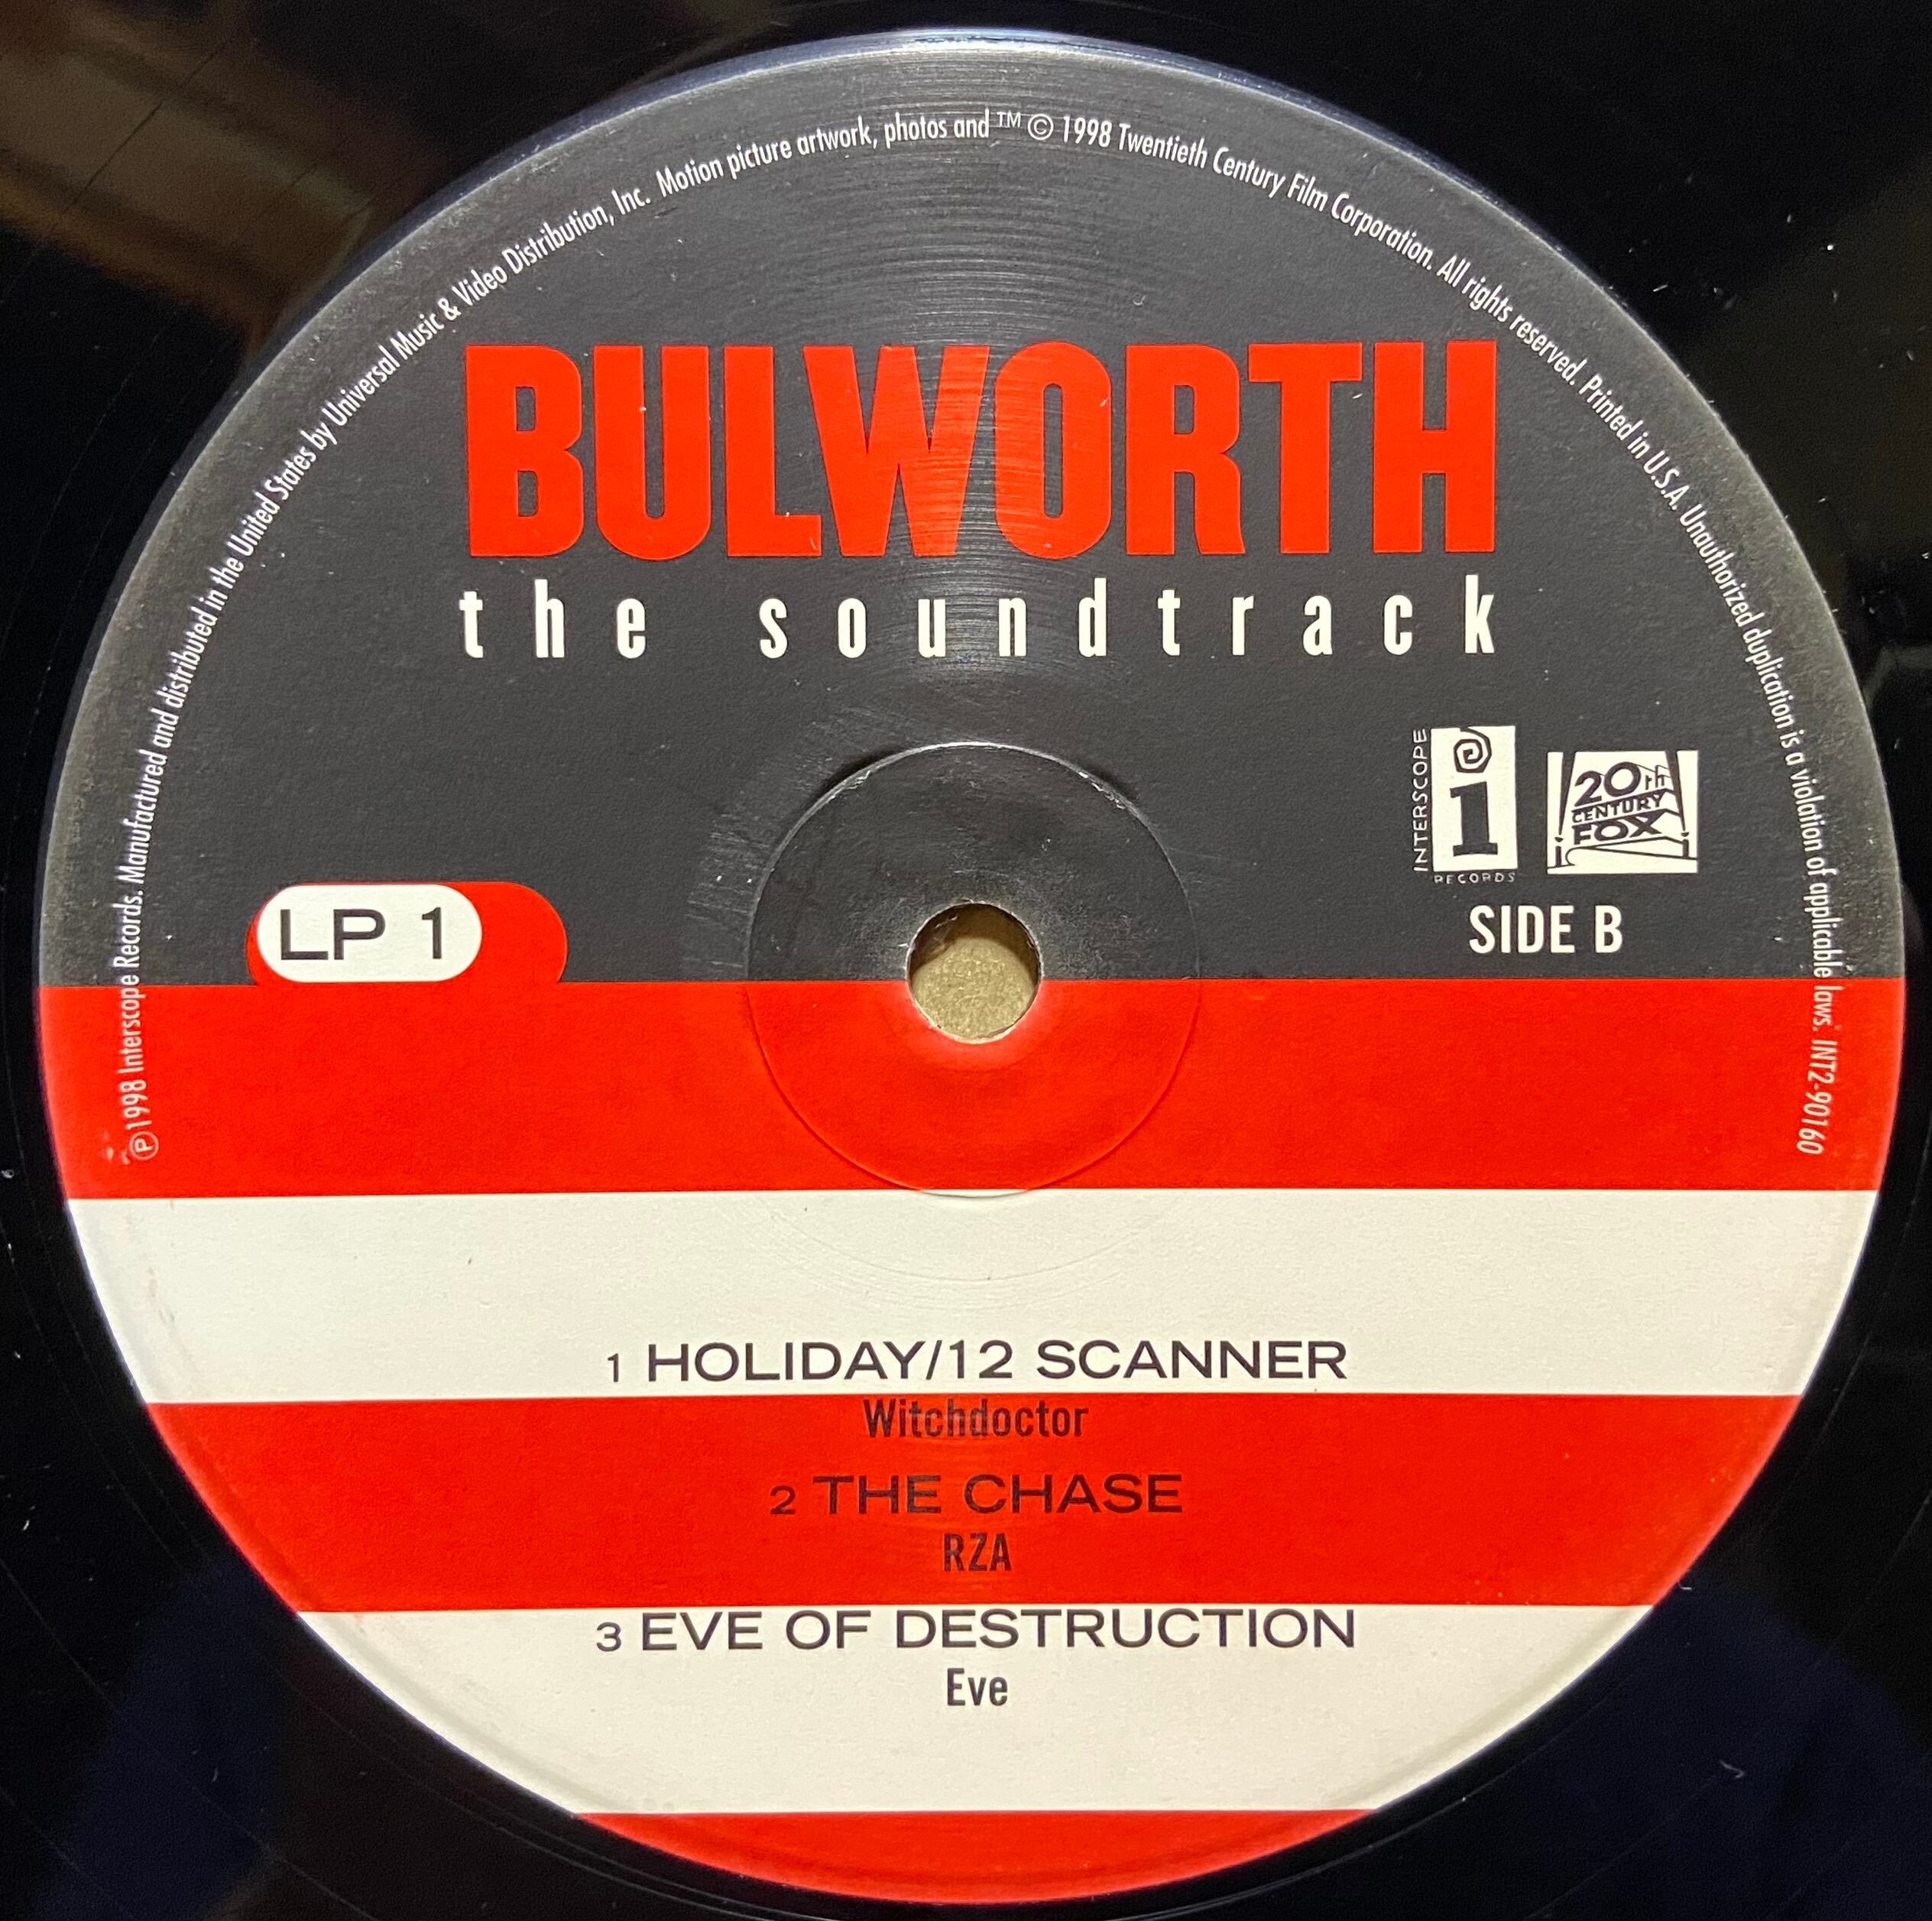 ℗1998 Interscope Records. Manufactured and distributed in the United States by Universal Music & Video Distribution, Inc. Motion picture artwork, photos and ™ © 1998 Twentieth Century Film Corporation. All rights reserved. Printed in U.S.A. Unauthorized duplication is a violation of applicable laws. INT2-90160
BULWORTH
the soundtrack
INTERSCOPE
i
RECORDS
20th
CENTURY
FOX
LP 1
SIDE B
1 HOLIDAY/12 SCANNER
Witchdoctor
2 THE CHASE
RZA
3 EVE OF DESTRUCTION
Eve